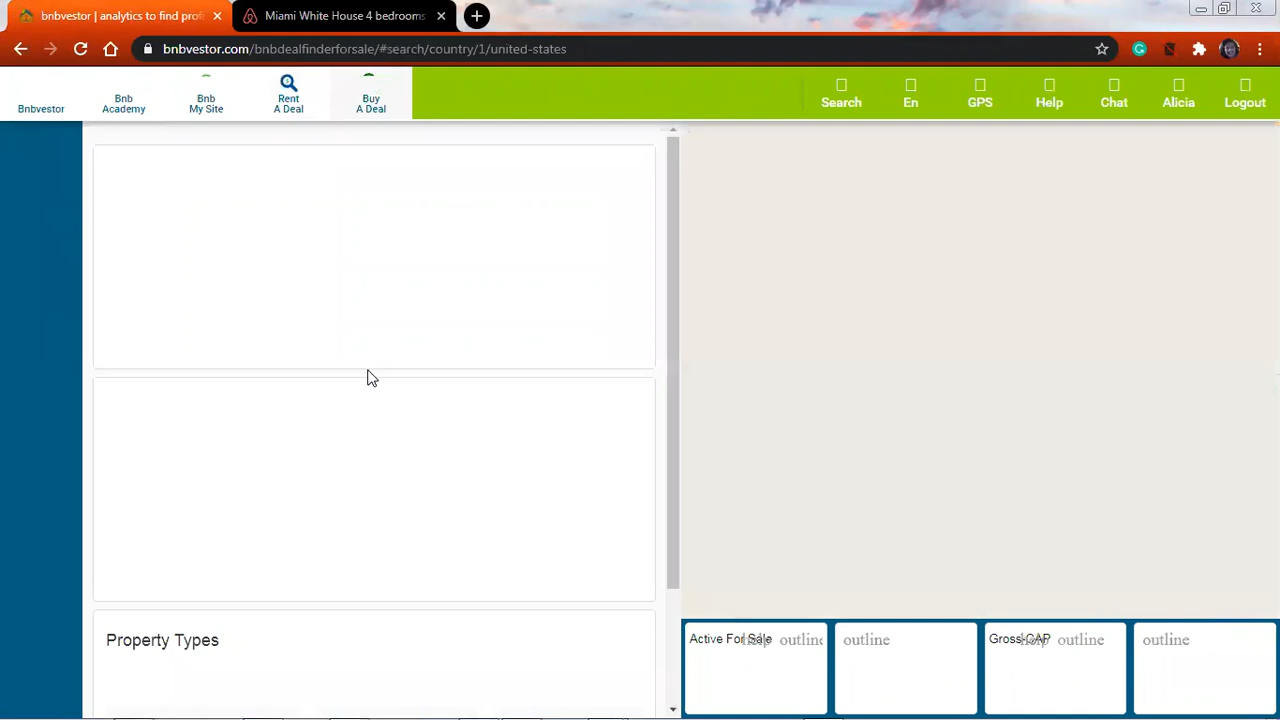 bnbvestor | analytics to find prof
Miami White House 4 bedrooms
bnbvestor.com/bnbdealfinderforsale/#search/country/1/united-states
Bnbvestor
Bnb
Academy
Bnb
My Site
Rent
A Deal
Buy
A Deal
Search
En
GPS
Help
Chat
Alicia
Logout
Property Types
Active For Sale
help outline
outline
Gross CAP
help outline
outline